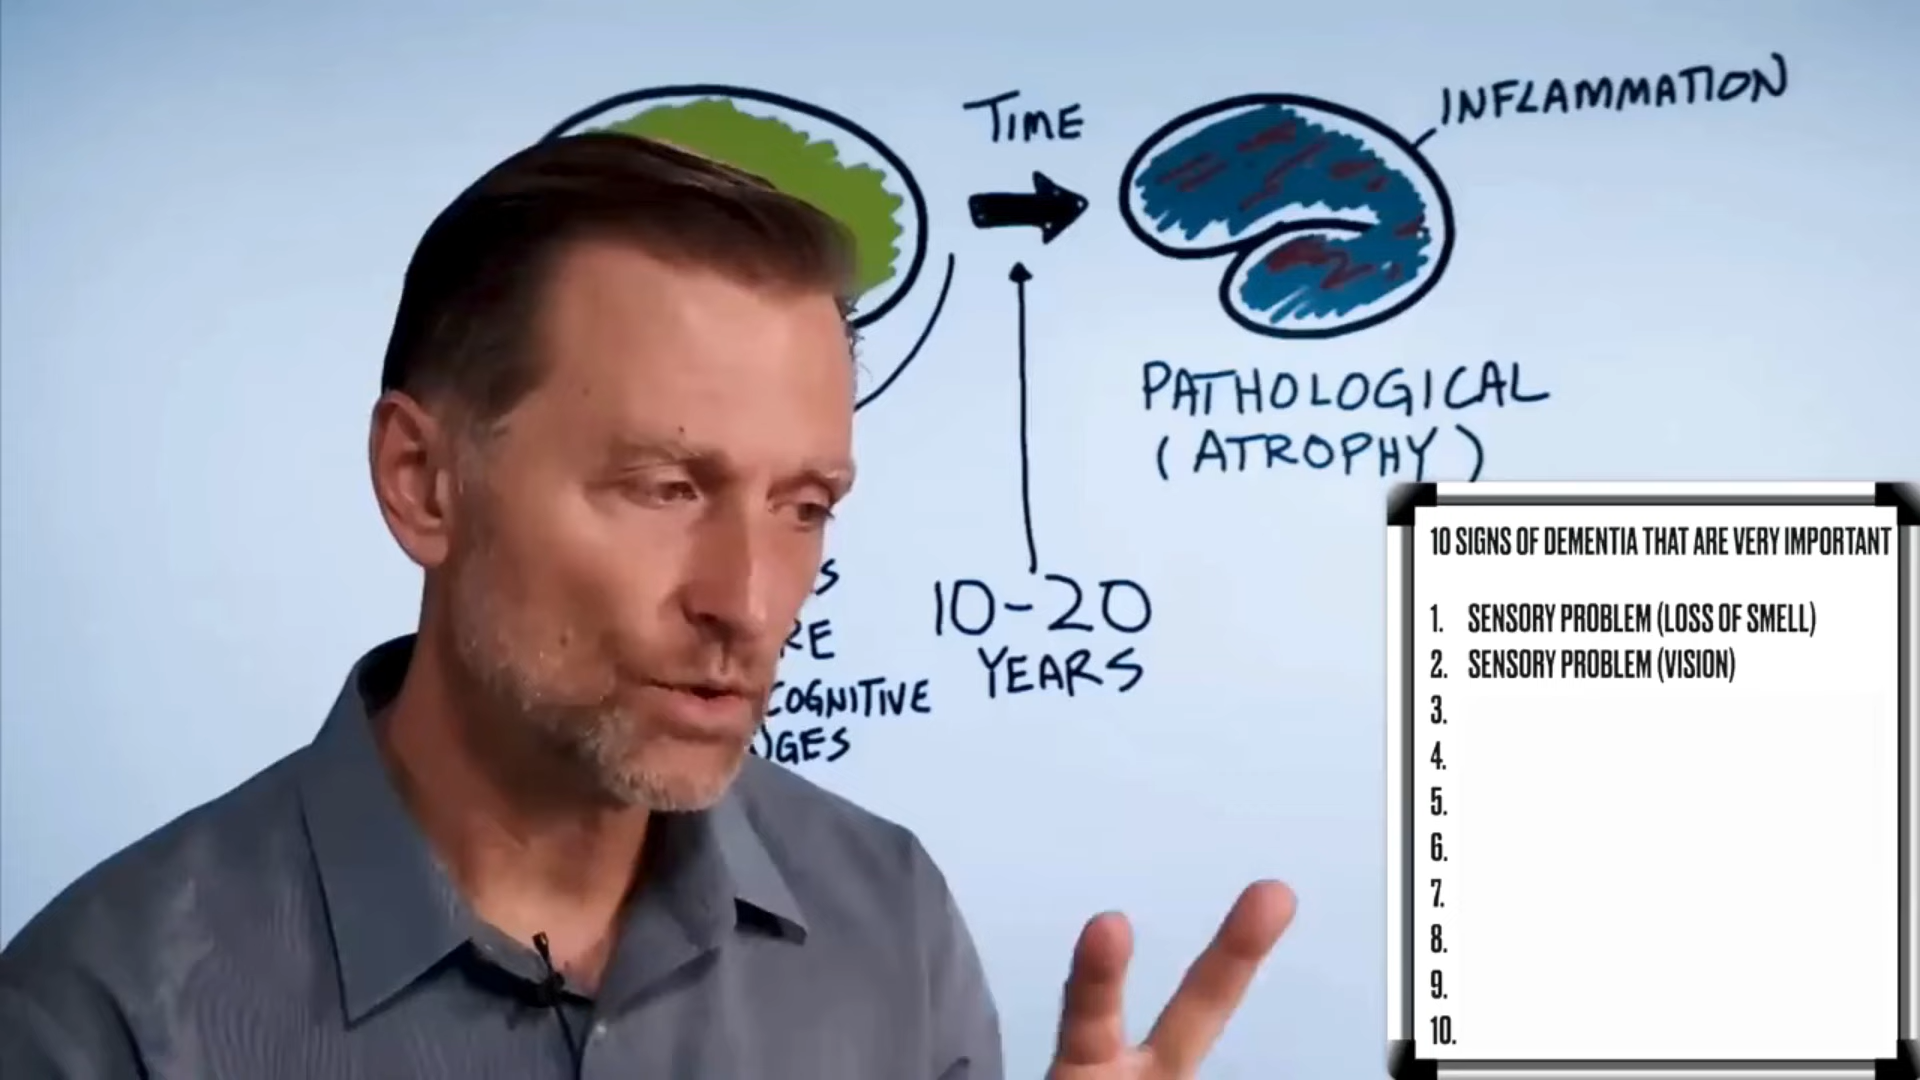 TIME
INFLAMMATION
PATHOLOGICAL
(ATROPHY)
10-20
YEARS
COGNITIVE
10 SIGNS OF DEMENTIA THAT ARE VERY IMPORTANT
1. SENSORY PROBLEM (LOSS OF SMELL)
2. SENSORY PROBLEM (VISION)
3.
4.
5.
6.
7.
8.
9.
10.